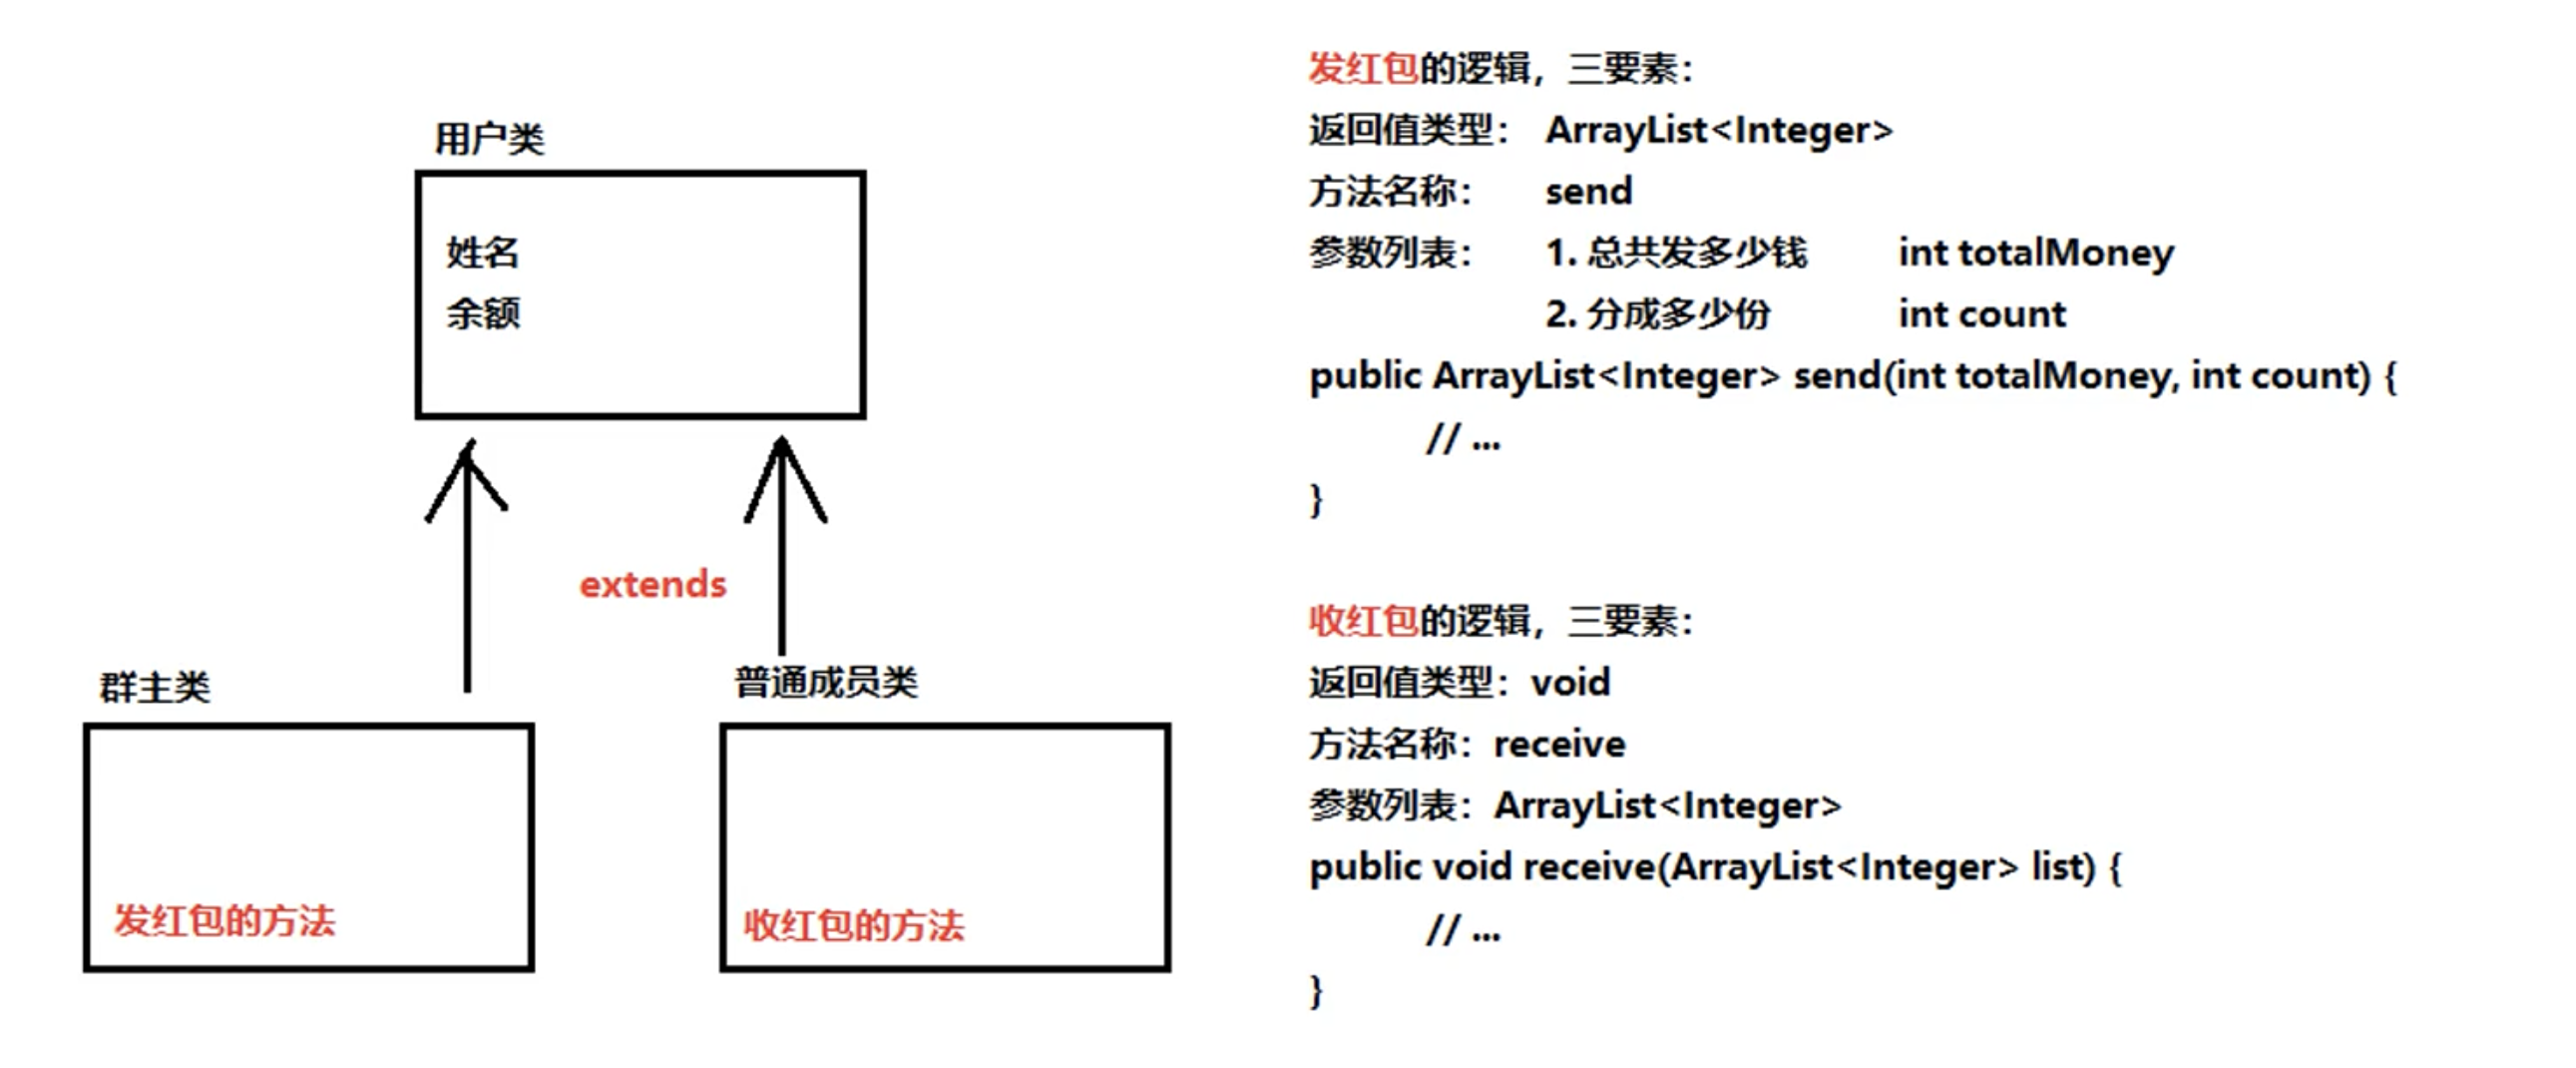 用户类
姓名
余额
extends
群主类
普通成员类
发红包的方法
收红包的方法
发红包的逻辑，三要素：
返回值类型： ArrayList<Integer>
方法名称： send
参数列表： 1. 总共发多少钱 int totalMoney
2. 分成多少份 int count
public ArrayList<Integer> send(int totalMoney, int count) {
// ...
}
收红包的逻辑，三要素：
返回值类型：void
方法名称：receive
参数列表：ArrayList<Integer>
public void receive(ArrayList<Integer> list) {
// ...
}